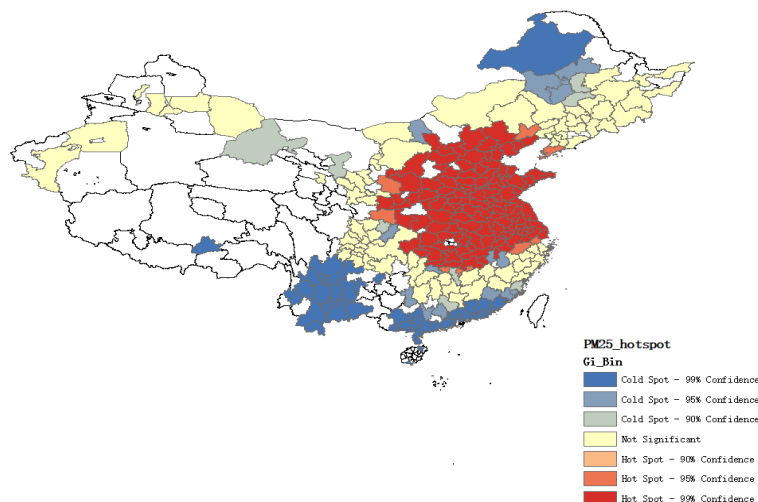 PM25_hotspot
Gi_Bin
Cold Spot - 99% Confidence
Cold Spot - 95% Confidence
Cold Spot - 90% Confidence
Not Significant
Hot Spot - 90% Confidence
Hot Spot - 95% Confidence
Hot Spot - 99% Confidence